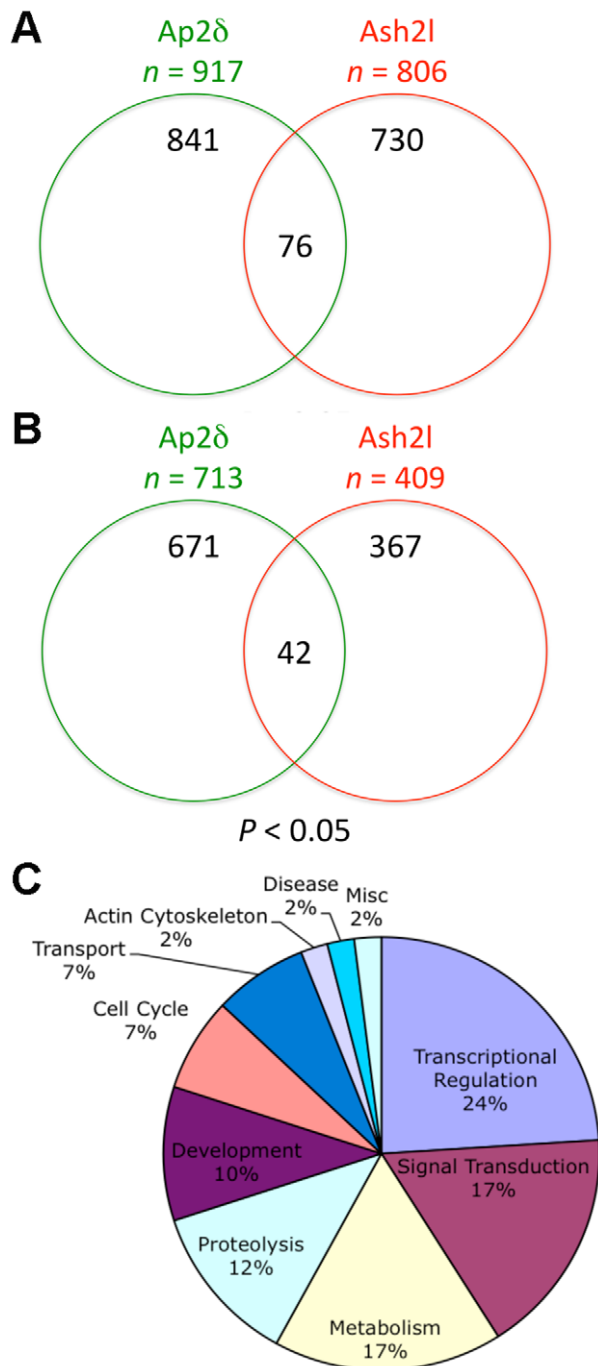 A
Ap2δ
n = 917
Ash2l
n = 806
841
730
76
B
Ap2δ
n = 713
Ash2l
n = 409
671
367
42
P < 0.05
C
Disease
2%
Misc
2%
Actin Cytoskeleton
2%
Transport
7%
Cell Cycle
7%
Transcriptional
Regulation
24%
Signal Transduction
17%
Development
10%
Proteolysis
12%
Metabolism
17%